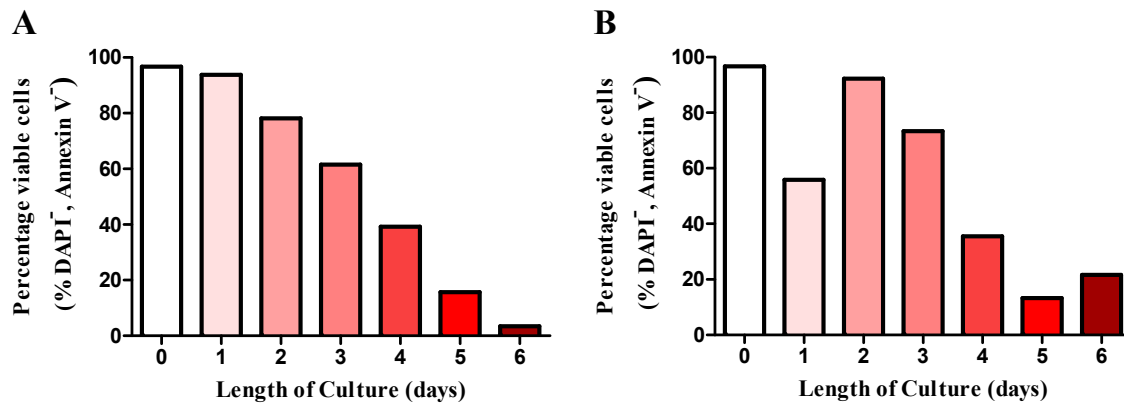 A
Percentage viable cells
(% DAPI⁻, Annexin V⁻)
100
80
60
40
20
0
0 1 2 3 4 5 6
Length of Culture (days)
B
Percentage viable cells
(% DAPI⁻, Annexin V⁻)
100
80
60
40
20
0
0 1 2 3 4 5 6
Length of Culture (days)